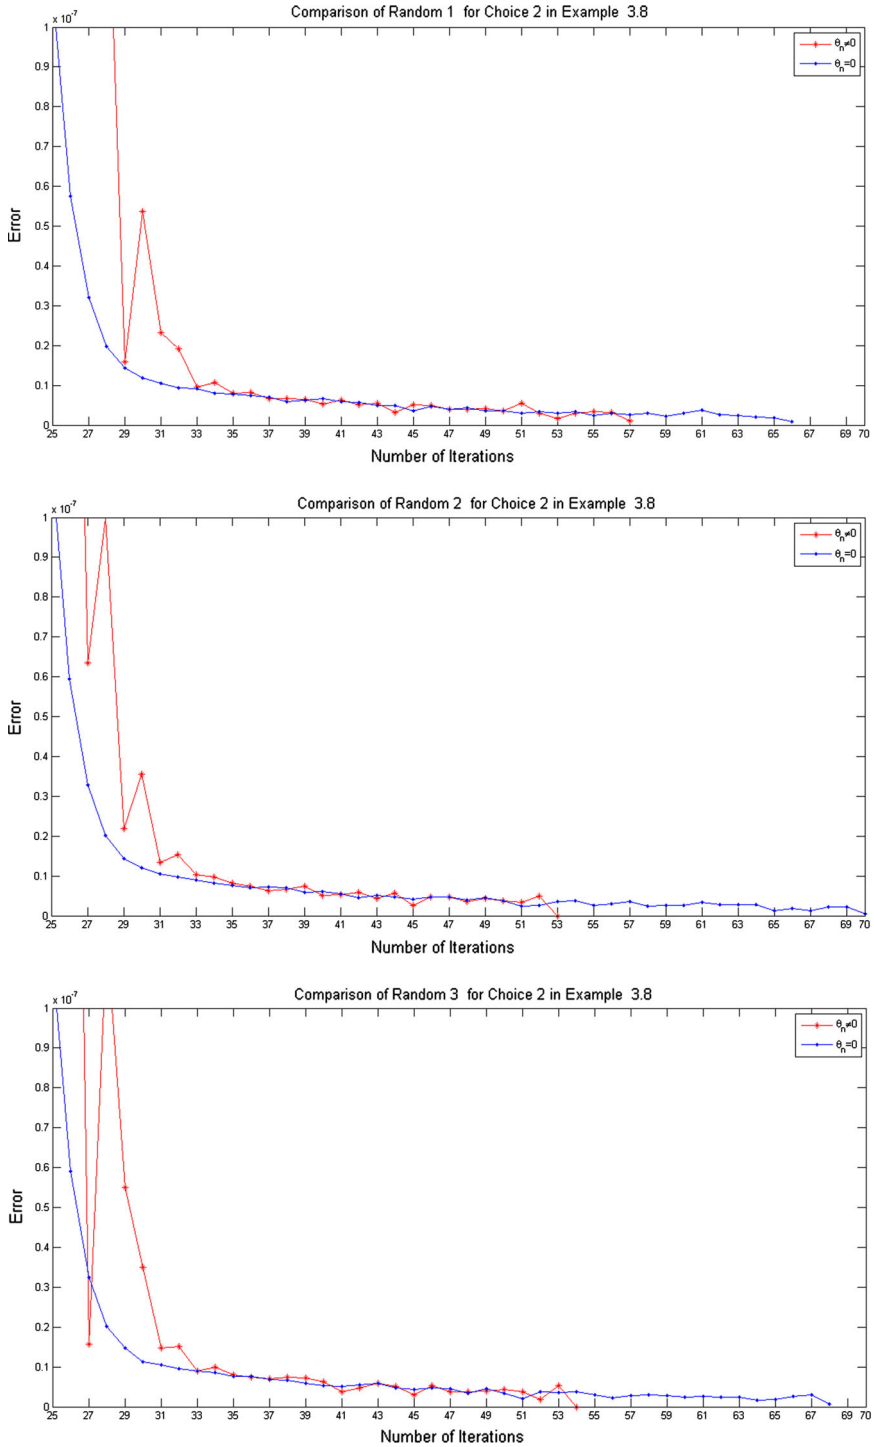 Comparison of Random 1 for Choice 2 in Example 3.8
x 10⁻⁷
1
0.9
0.8
0.7
0.6
0.5
0.4
0.3
0.2
0.1
0
Error
θₙ≠0
θₙ=0
25 27 29 31 33 35 37 39 41 43 45 47 49 51 53 55 57 59 61 63 65 67 69 70
Number of Iterations
Comparison of Random 2 for Choice 2 in Example 3.8
x 10⁻⁷
1
0.9
0.8
0.7
0.6
0.5
0.4
0.3
0.2
0.1
0
Error
θₙ≠0
θₙ=0
25 27 29 31 33 35 37 39 41 43 45 47 49 51 53 55 57 59 61 63 65 67 69 70
Number of Iterations
Comparison of Random 3 for Choice 2 in Example 3.8
x 10⁻⁷
1
0.9
0.8
0.7
0.6
0.5
0.4
0.3
0.2
0.1
0
Error
θₙ≠0
θₙ=0
25 27 29 31 33 35 37 39 41 43 45 47 49 51 53 55 57 59 61 63 65 67 69 70
Number of Iterations